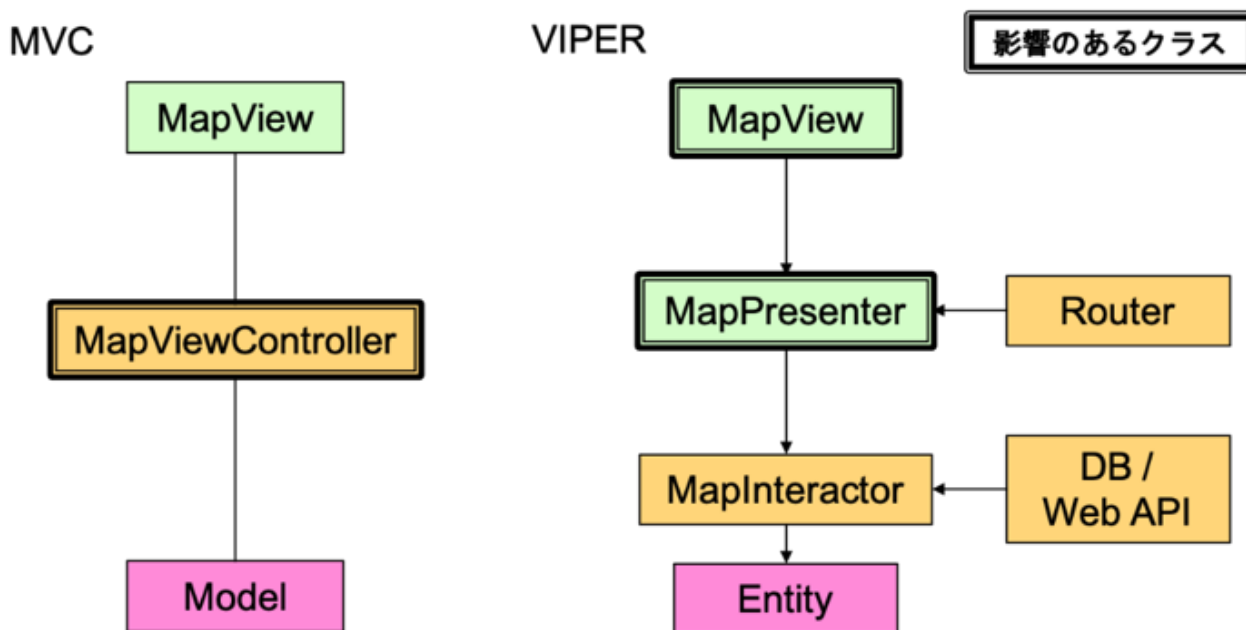 MVC
VIPER
影響のあるクラス
MapView
MapViewController
Model
MapView
MapPresenter
Router
MapInteractor
DB /
Web API
Entity